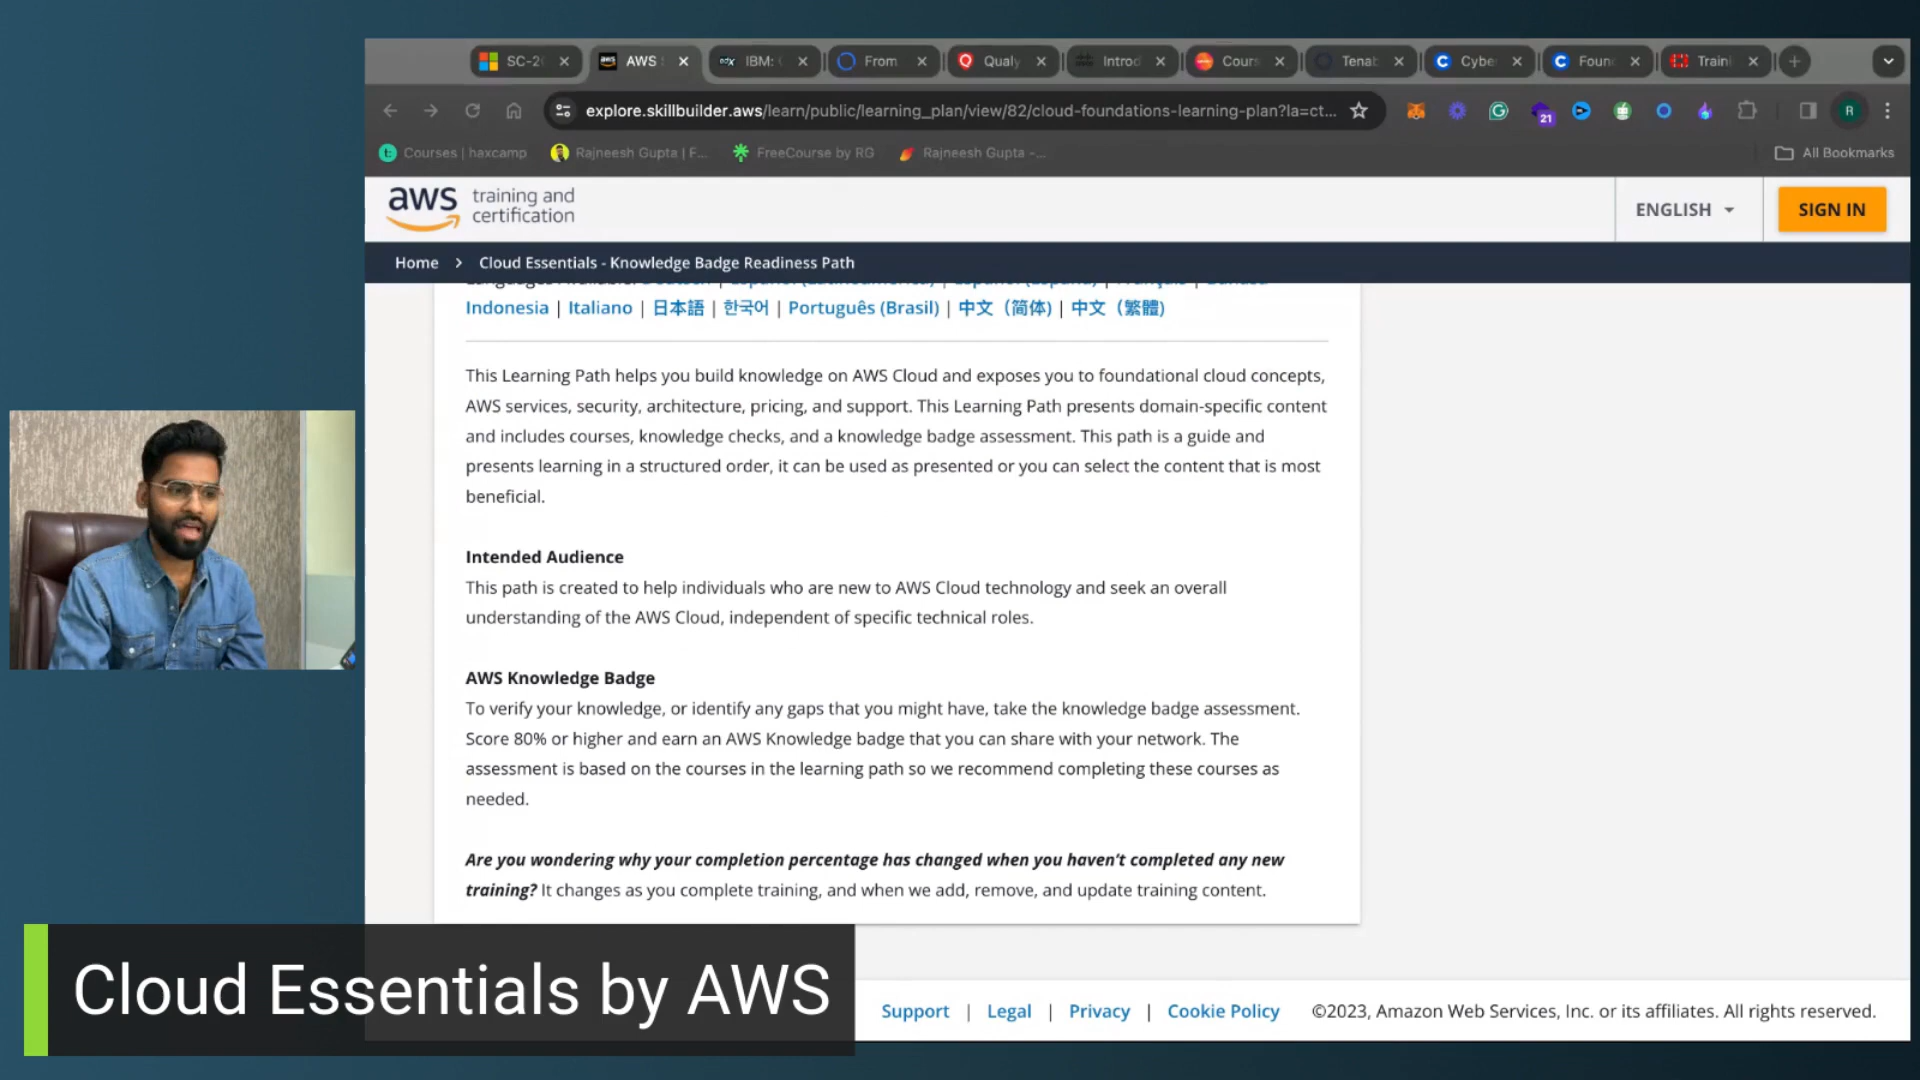 SC-2
AWS
IBM:
From
Qualy
Introd
Cours
Tenab
Cyber
Found
Traini
explore.skillbuilder.aws/learn/public/learning_plan/view/82/cloud-foundations-learning-plan?la=ct...
21
R
Courses | haxcamp
Rajneesh Gupta | F...
FreeCourse by RG
Rajneesh Gupta -...
All Bookmarks
aws training and certification
ENGLISH
SIGN IN
Home > Cloud Essentials - Knowledge Badge Readiness Path
Indonesia | Italiano | 日本語 | 한국어 | Português (Brasil) | 中文（简体) | 中文（繁體)
This Learning Path helps you build knowledge on AWS Cloud and exposes you to foundational cloud concepts,
AWS services, security, architecture, pricing, and support. This Learning Path presents domain-specific content
and includes courses, knowledge checks, and a knowledge badge assessment. This path is a guide and
presents learning in a structured order, it can be used as presented or you can select the content that is most
beneficial.
Intended Audience
This path is created to help individuals who are new to AWS Cloud technology and seek an overall
understanding of the AWS Cloud, independent of specific technical roles.
AWS Knowledge Badge
To verify your knowledge, or identify any gaps that you might have, take the knowledge badge assessment.
Score 80% or higher and earn an AWS Knowledge badge that you can share with your network. The
assessment is based on the courses in the learning path so we recommend completing these courses as
needed.
Are you wondering why your completion percentage has changed when you haven't completed any new
training? It changes as you complete training, and when we add, remove, and update training content.
Cloud Essentials by AWS
Support | Legal | Privacy | Cookie Policy ©2023, Amazon Web Services, Inc. or its affiliates. All rights reserved.